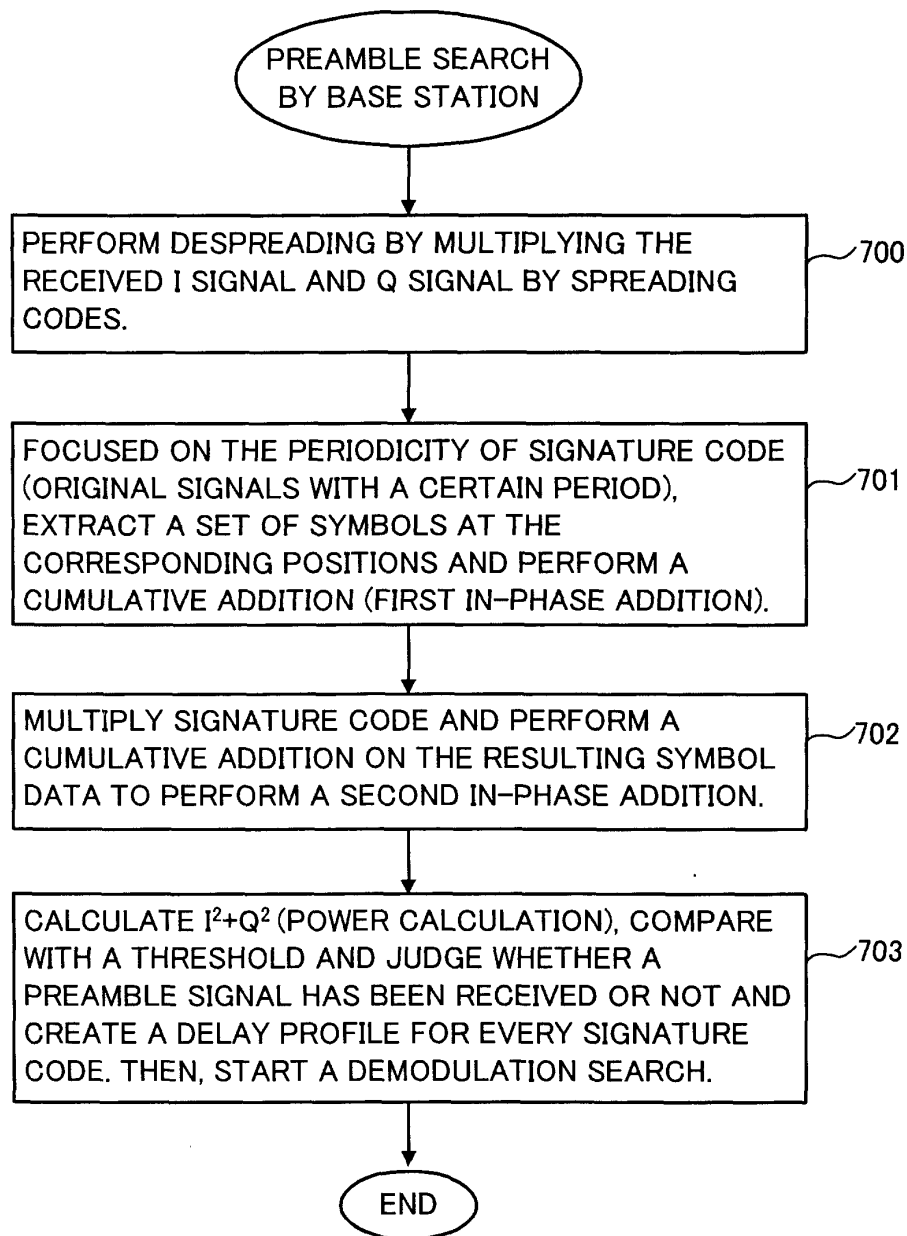 PREAMBLE SEARCH
BY BASE STATION
PERFORM DESPREADING BY MULTIPLYING THE
RECEIVED I SIGNAL AND Q SIGNAL BY SPREADING
CODES.
700
FOCUSED ON THE PERIODICITY OF SIGNATURE CODE
(ORIGINAL SIGNALS WITH A CERTAIN PERIOD),
EXTRACT A SET OF SYMBOLS AT THE
CORRESPONDING POSITIONS AND PERFORM A
CUMULATIVE ADDITION (FIRST IN-PHASE ADDITION).
701
MULTIPLY SIGNATURE CODE AND PERFORM A
CUMULATIVE ADDITION ON THE RESULTING SYMBOL
DATA TO PERFORM A SECOND IN-PHASE ADDITION.
702
CALCULATE I²+Q² (POWER CALCULATION), COMPARE
WITH A THRESHOLD AND JUDGE WHETHER A
PREAMBLE SIGNAL HAS BEEN RECEIVED OR NOT AND
CREATE A DELAY PROFILE FOR EVERY SIGNATURE
CODE. THEN, START A DEMODULATION SEARCH.
703
END